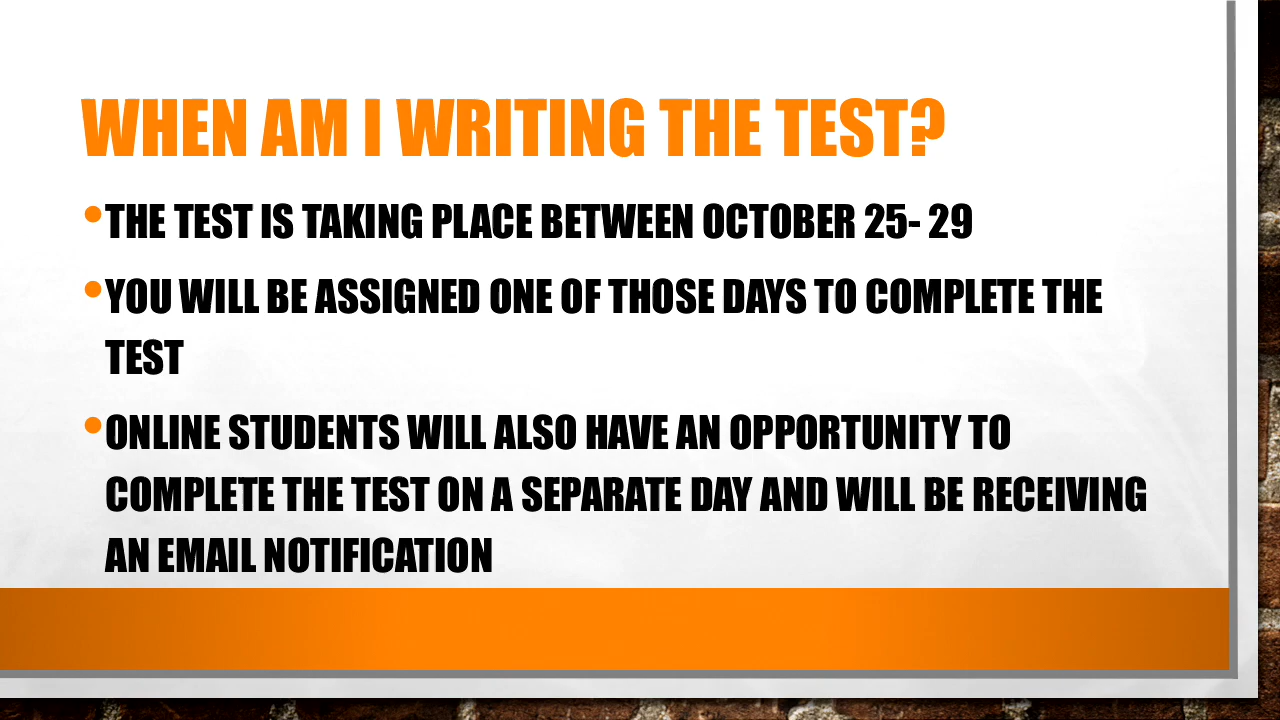 WHEN AM I WRITING THE TEST?
•THE TEST IS TAKING PLACE BETWEEN OCTOBER 25- 29
•YOU WILL BE ASSIGNED ONE OF THOSE DAYS TO COMPLETE THE
TEST
•ONLINE STUDENTS WILL ALSO HAVE AN OPPORTUNITY TO
COMPLETE THE TEST ON A SEPARATE DAY AND WILL BE RECEIVING
AN EMAIL NOTIFICATION